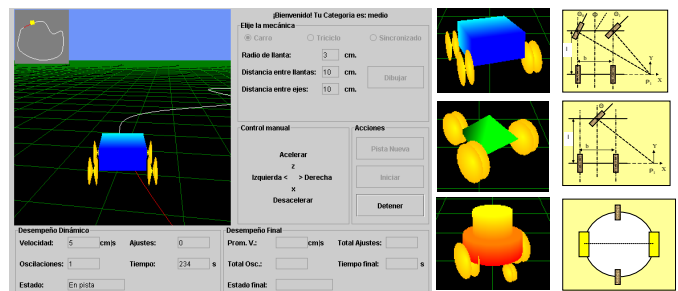 ¡Bienvenido! Tu Categoria es: medio
Elije la mecánica
Carro Triciclo Sincronizado
Radio de llanta: 3 cm.
Distancia entre llantas: 10 cm.
Dibujar
Distancia entre ejes: 10 cm.
Control manual
Acelerar
z
Izquierda < > Derecha
x
Desacelerar
Acciones
Pista Nueva
Iniciar
Detener
Desempeño Dinámico
Velocidad: 5 cm|s Ajustes: 0
Oscilaciones: 1 Tiempo: 234 s
Estado: En pista
Desempeño Final
Prom. V.: cm|s Total Ajustes:
Total Osc.: Tiempo final: s
Estado final:
l b Y X P
l b Y X P